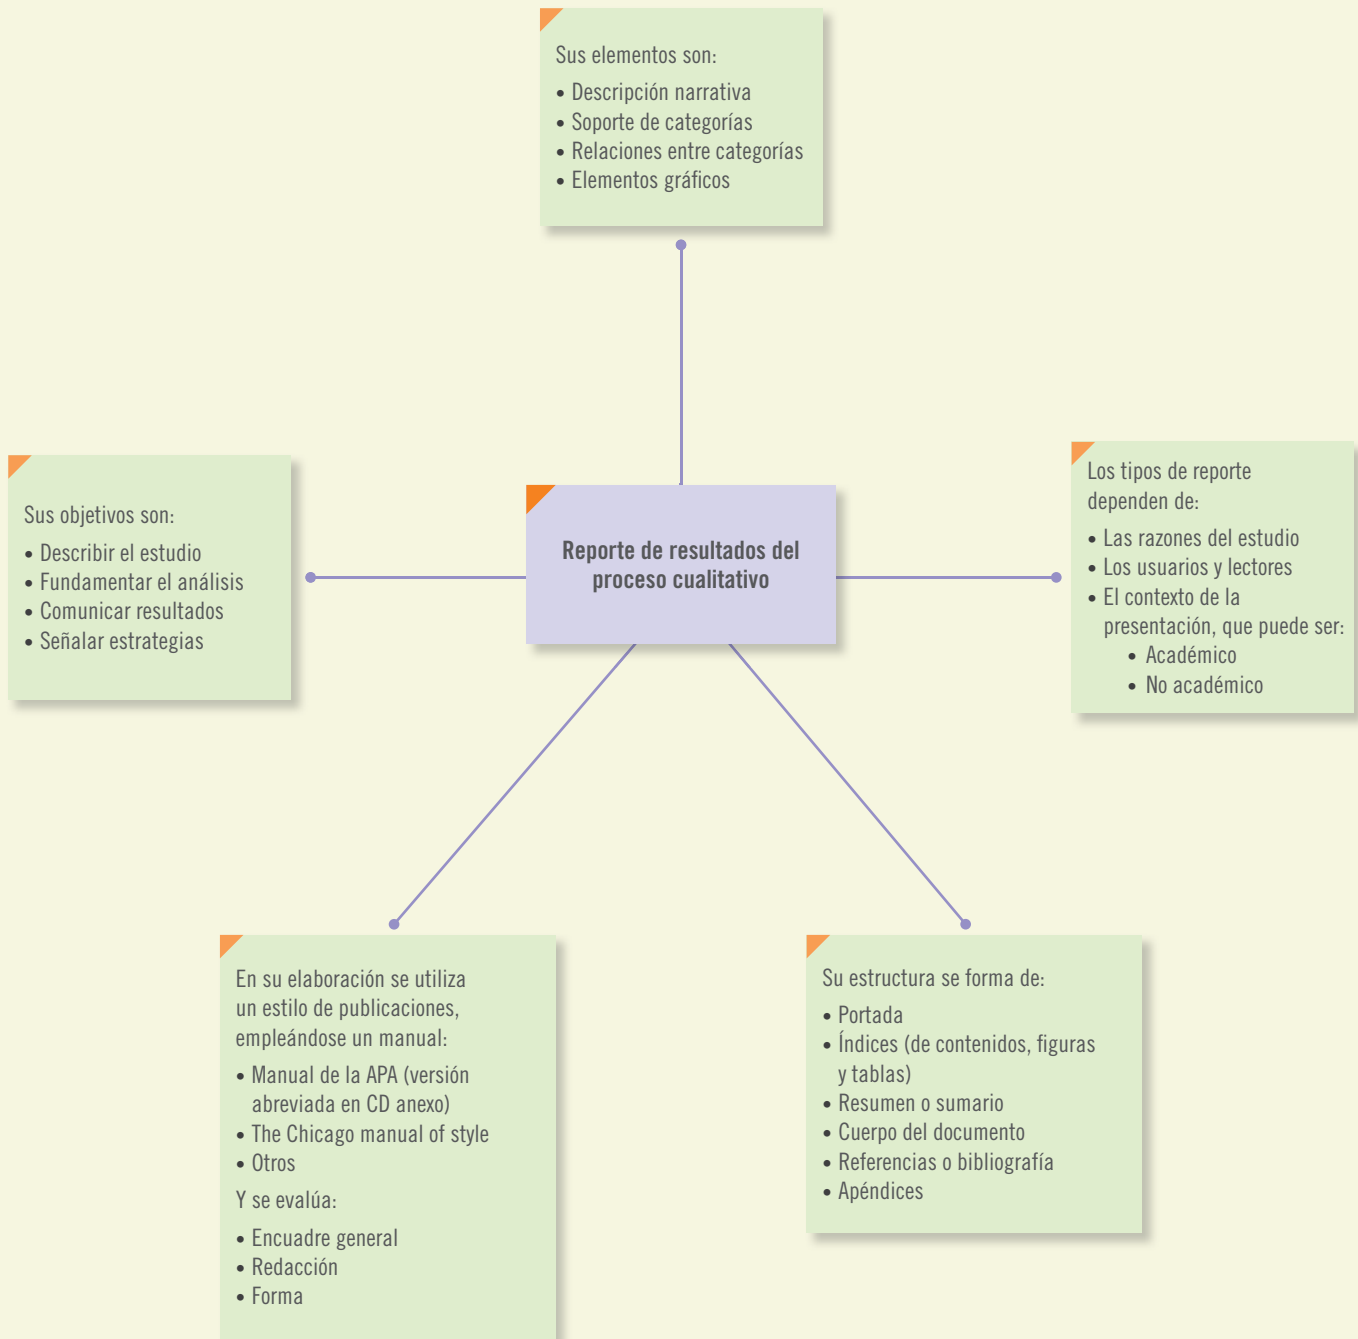 Sus elementos son:
• Descripción narrativa
• Soporte de categorías
• Relaciones entre categorías
• Elementos gráficos
Sus objetivos son:
• Describir el estudio
• Fundamentar el análisis
• Comunicar resultados
• Señalar estrategias
Reporte de resultados del
proceso cualitativo
Los tipos de reporte
dependen de:
• Las razones del estudio
• Los usuarios y lectores
• El contexto de la
presentación, que puede ser:
• Académico
• No académico
En su elaboración se utiliza
un estilo de publicaciones,
empleándose un manual:
• Manual de la APA (versión
abreviada en CD anexo)
• The Chicago manual of style
• Otros
Y se evalúa:
• Encuadre general
• Redacción
• Forma
Su estructura se forma de:
• Portada
• Índices (de contenidos, figuras
y tablas)
• Resumen o sumario
• Cuerpo del documento
• Referencias o bibliografía
• Apéndices